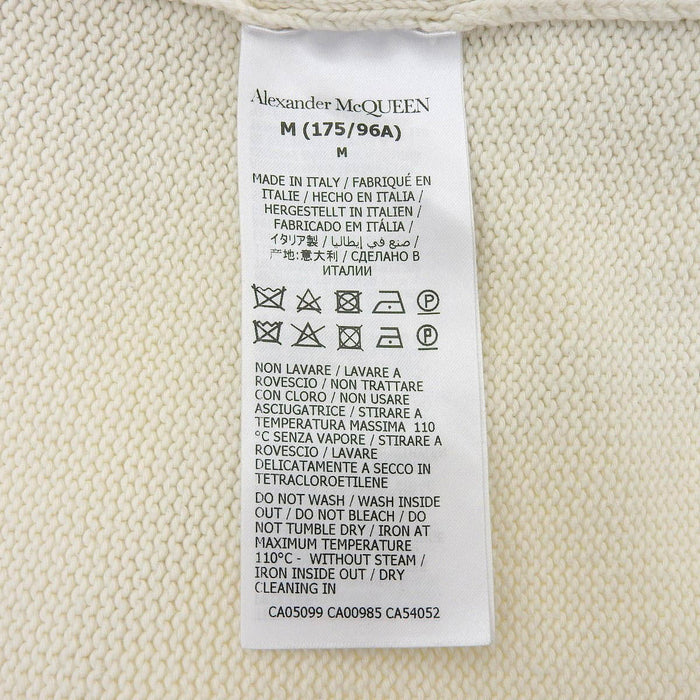 Alexander McQUEEN
M (175/96A)
M
MADE IN ITALY / FABRIQUÉ EN
ITALIE / HECHO EN ITALIA /
HERGESTELLT IN ITALIEN /
FABRICADO EM ITÁLIA /
イタリア製 / صنع في إيطاليا /
产地:意大利 / СДЕЛАНО В
ИТАЛИИ
P
P
NON LAVARE / LAVARE A
ROVESCIO / NON TRATTARE
CON CLORO / NON USARE
ASCIUGATRICE / STIRARE A
TEMPERATURA MASSIMA 110
°C SENZA VAPORE / STIRARE A
ROVESCIO / LAVARE
DELICATAMENTE A SECCO IN
TETRACLOROETILENE
DO NOT WASH / WASH INSIDE
OUT / DO NOT BLEACH / DO
NOT TUMBLE DRY / IRON AT
MAXIMUM TEMPERATURE
110°C - WITHOUT STEAM /
IRON INSIDE OUT / DRY
CLEANING IN
CA05099 CA00985 CA54052